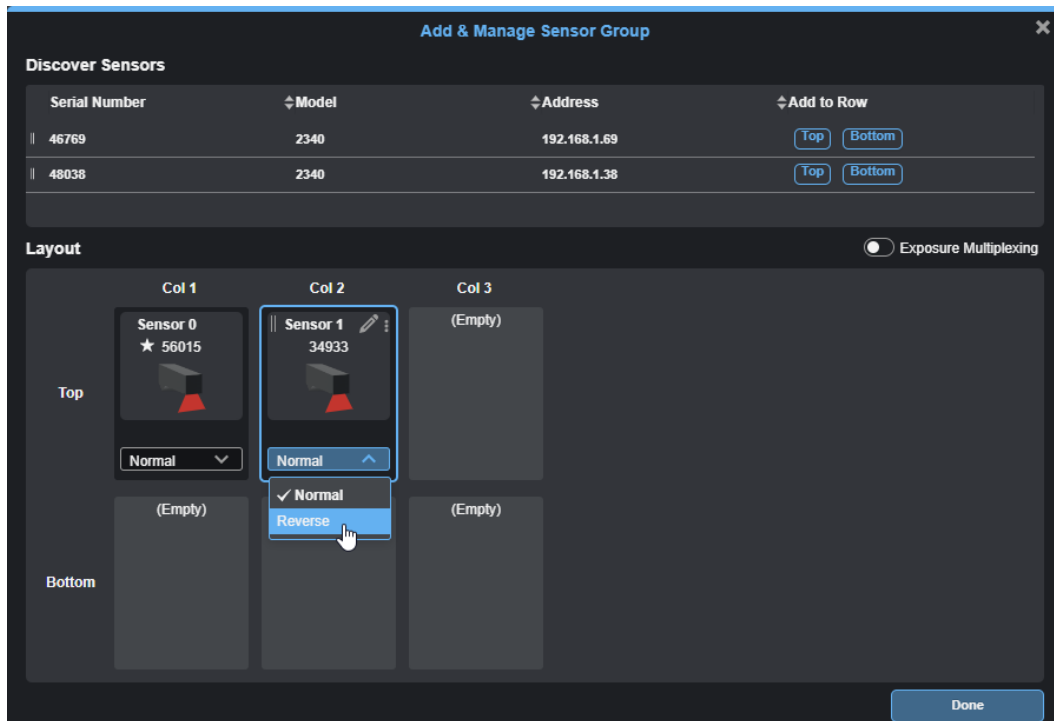 Add & Manage Sensor Group
Discover Sensors
Serial Number Model Address Add to Row
46769 2340 192.168.1.69 Top Bottom
48038 2340 192.168.1.38 Top Bottom
Layout Exposure Multiplexing
Col 1 Col 2 Col 3
Sensor 0 Sensor 1 (Empty)
★ 56015 34933
Top
Normal Normal
✓ Normal
(Empty) (Empty)
Reverse
Bottom
Done